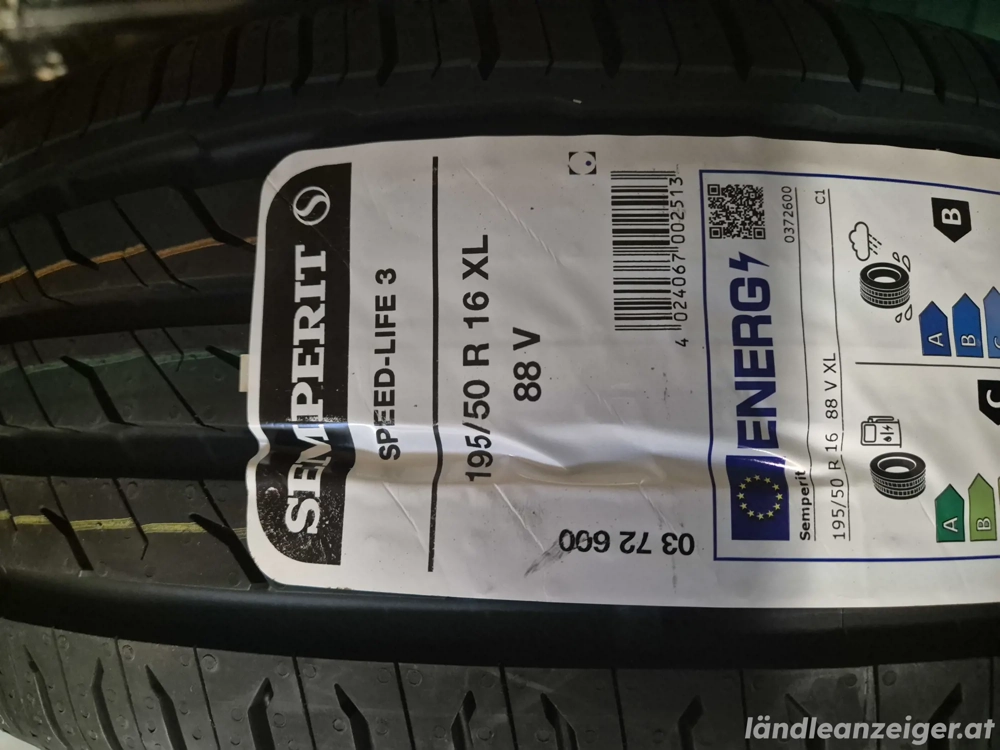 SEMPERIT
SPEED-LIFE 3
195/50 R 16 XL
88 V
03 72 600
4 024067 002513
ENERG
0372600
Semperit
195/50 R 16 88 V XL
C1
B
A
B
C
A
B
ländleanzeiger.at